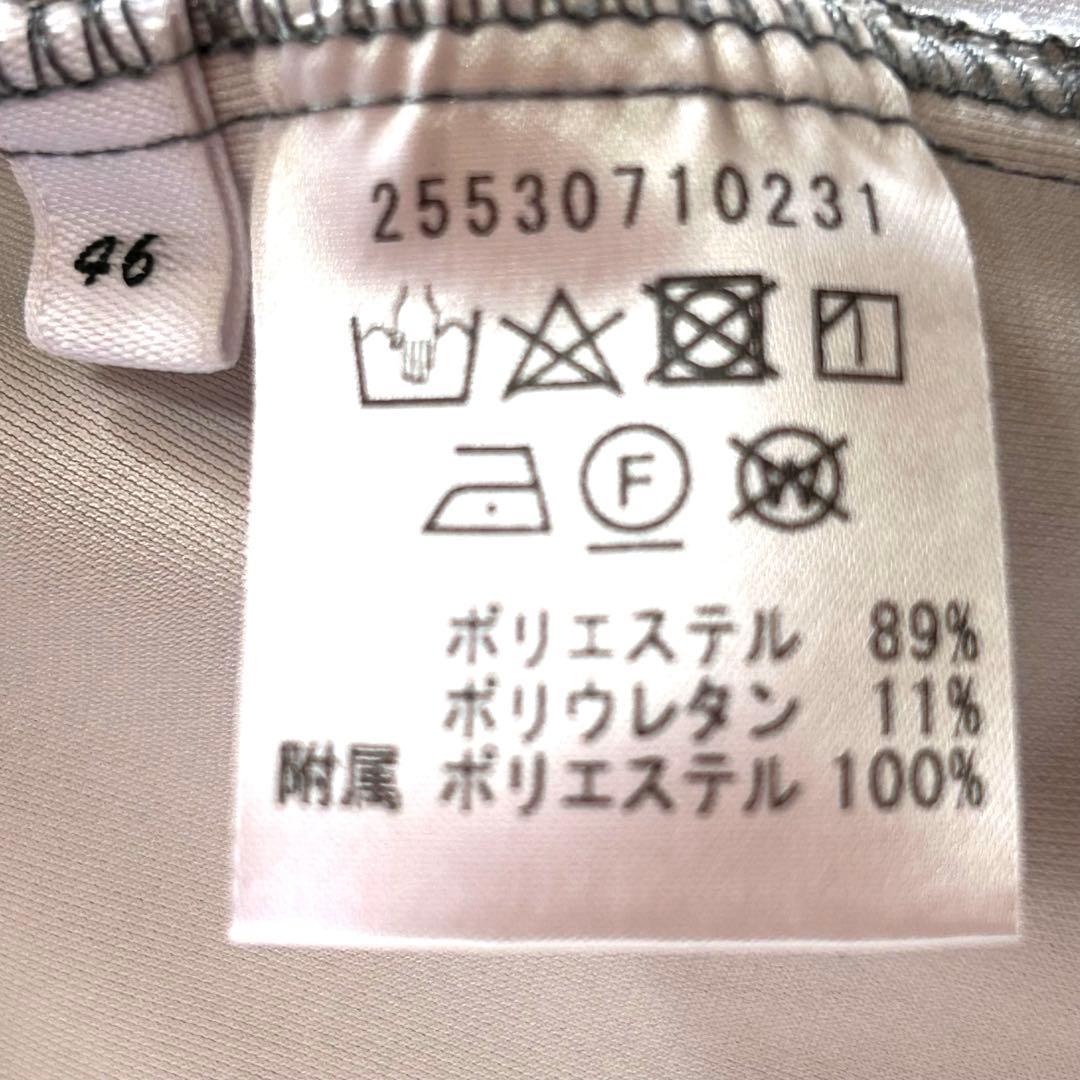 46
25530710231
F
W
ポリエステル 89%
ポリウレタン 11%
附属 ポリエステル 100%